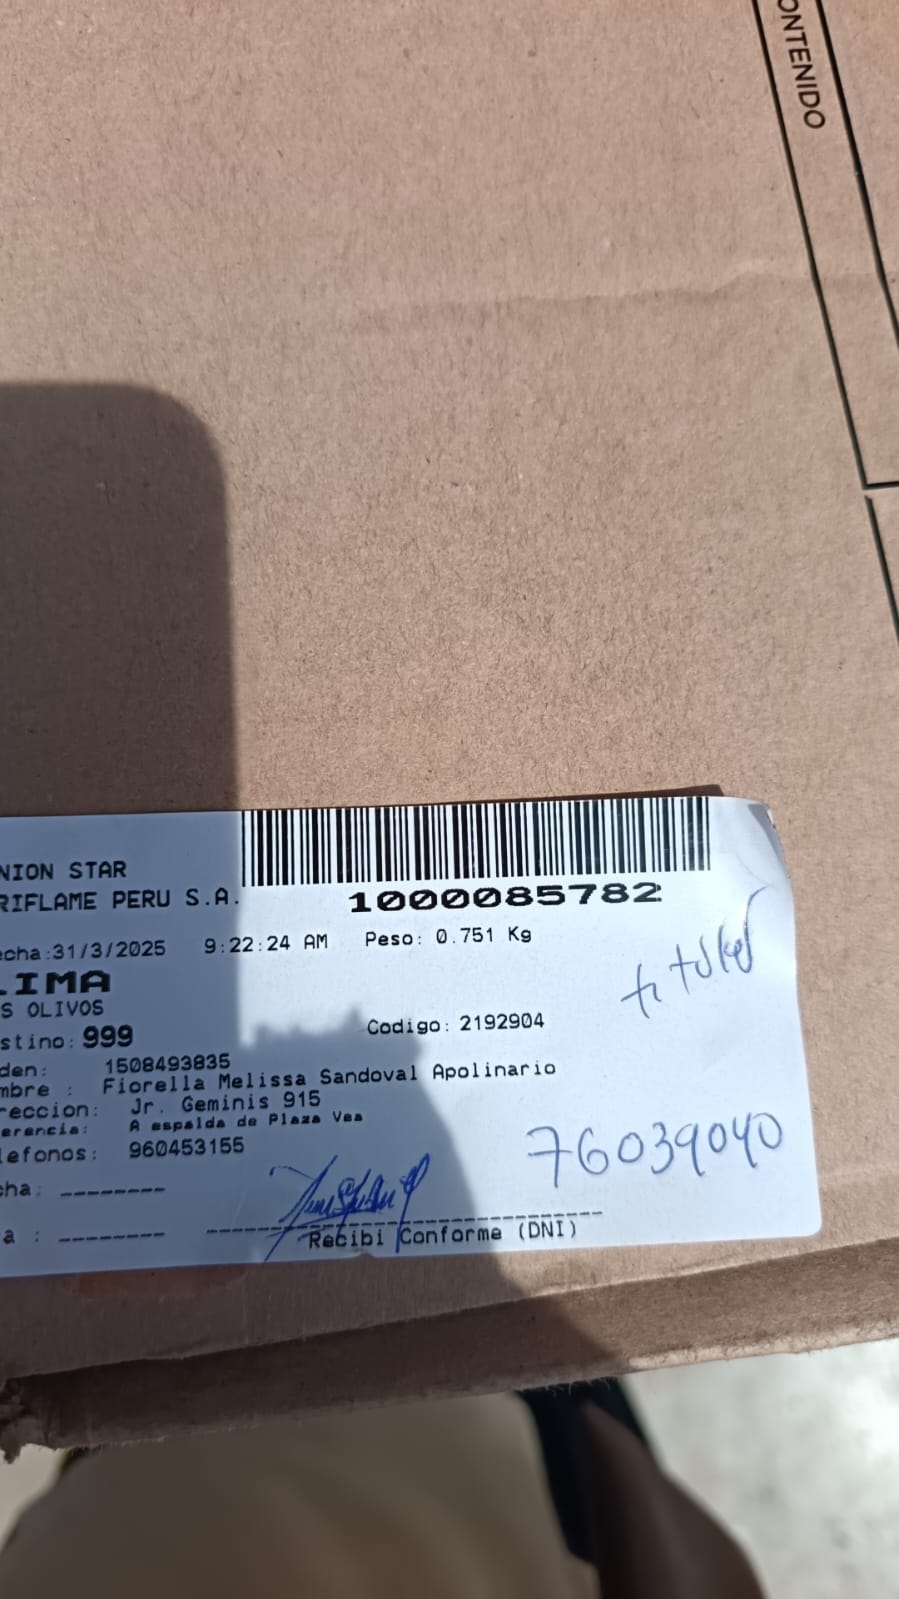 ONTENIDO
NION STAR
RIFLAME PERU S.A.
1000085782
echa:31/3/2025 9:22:24 AM Peso: 0.751 Kg
LIMA
S OLIVOS
titular
stino: 999 Codigo: 2192904
den: 1508493835
mbre : Fiorella Melissa Sandoval Apolinario
reccion: Jr. Geminis 915
erencia: A espalda de Plaza Vea
lefonos: 960453155
76039040
cha: ---------
a : ---------
Recibi Conforme (DNI)